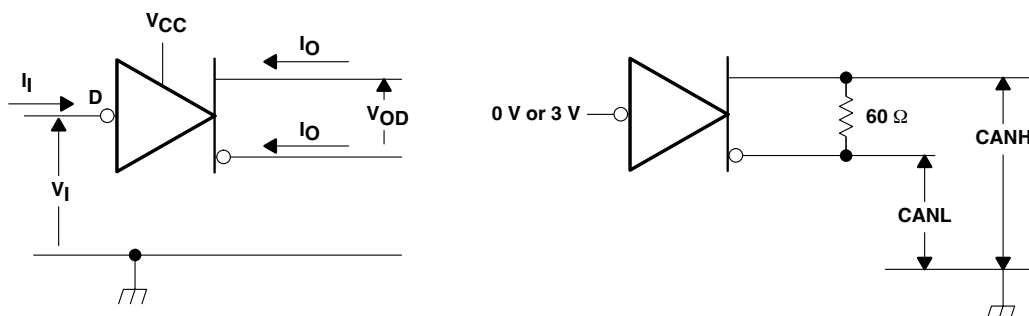 VCC
IO
II
D
VOD
IO
VI
0 V or 3 V
60 Ω
CANH
CANL